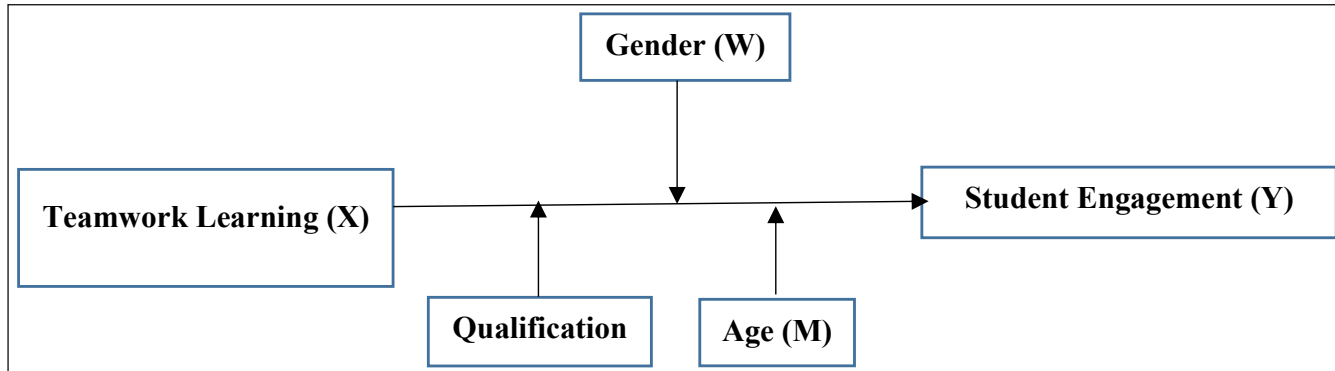 Gender (W)
Teamwork Learning (X)
Student Engagement (Y)
Qualification
Age (M)